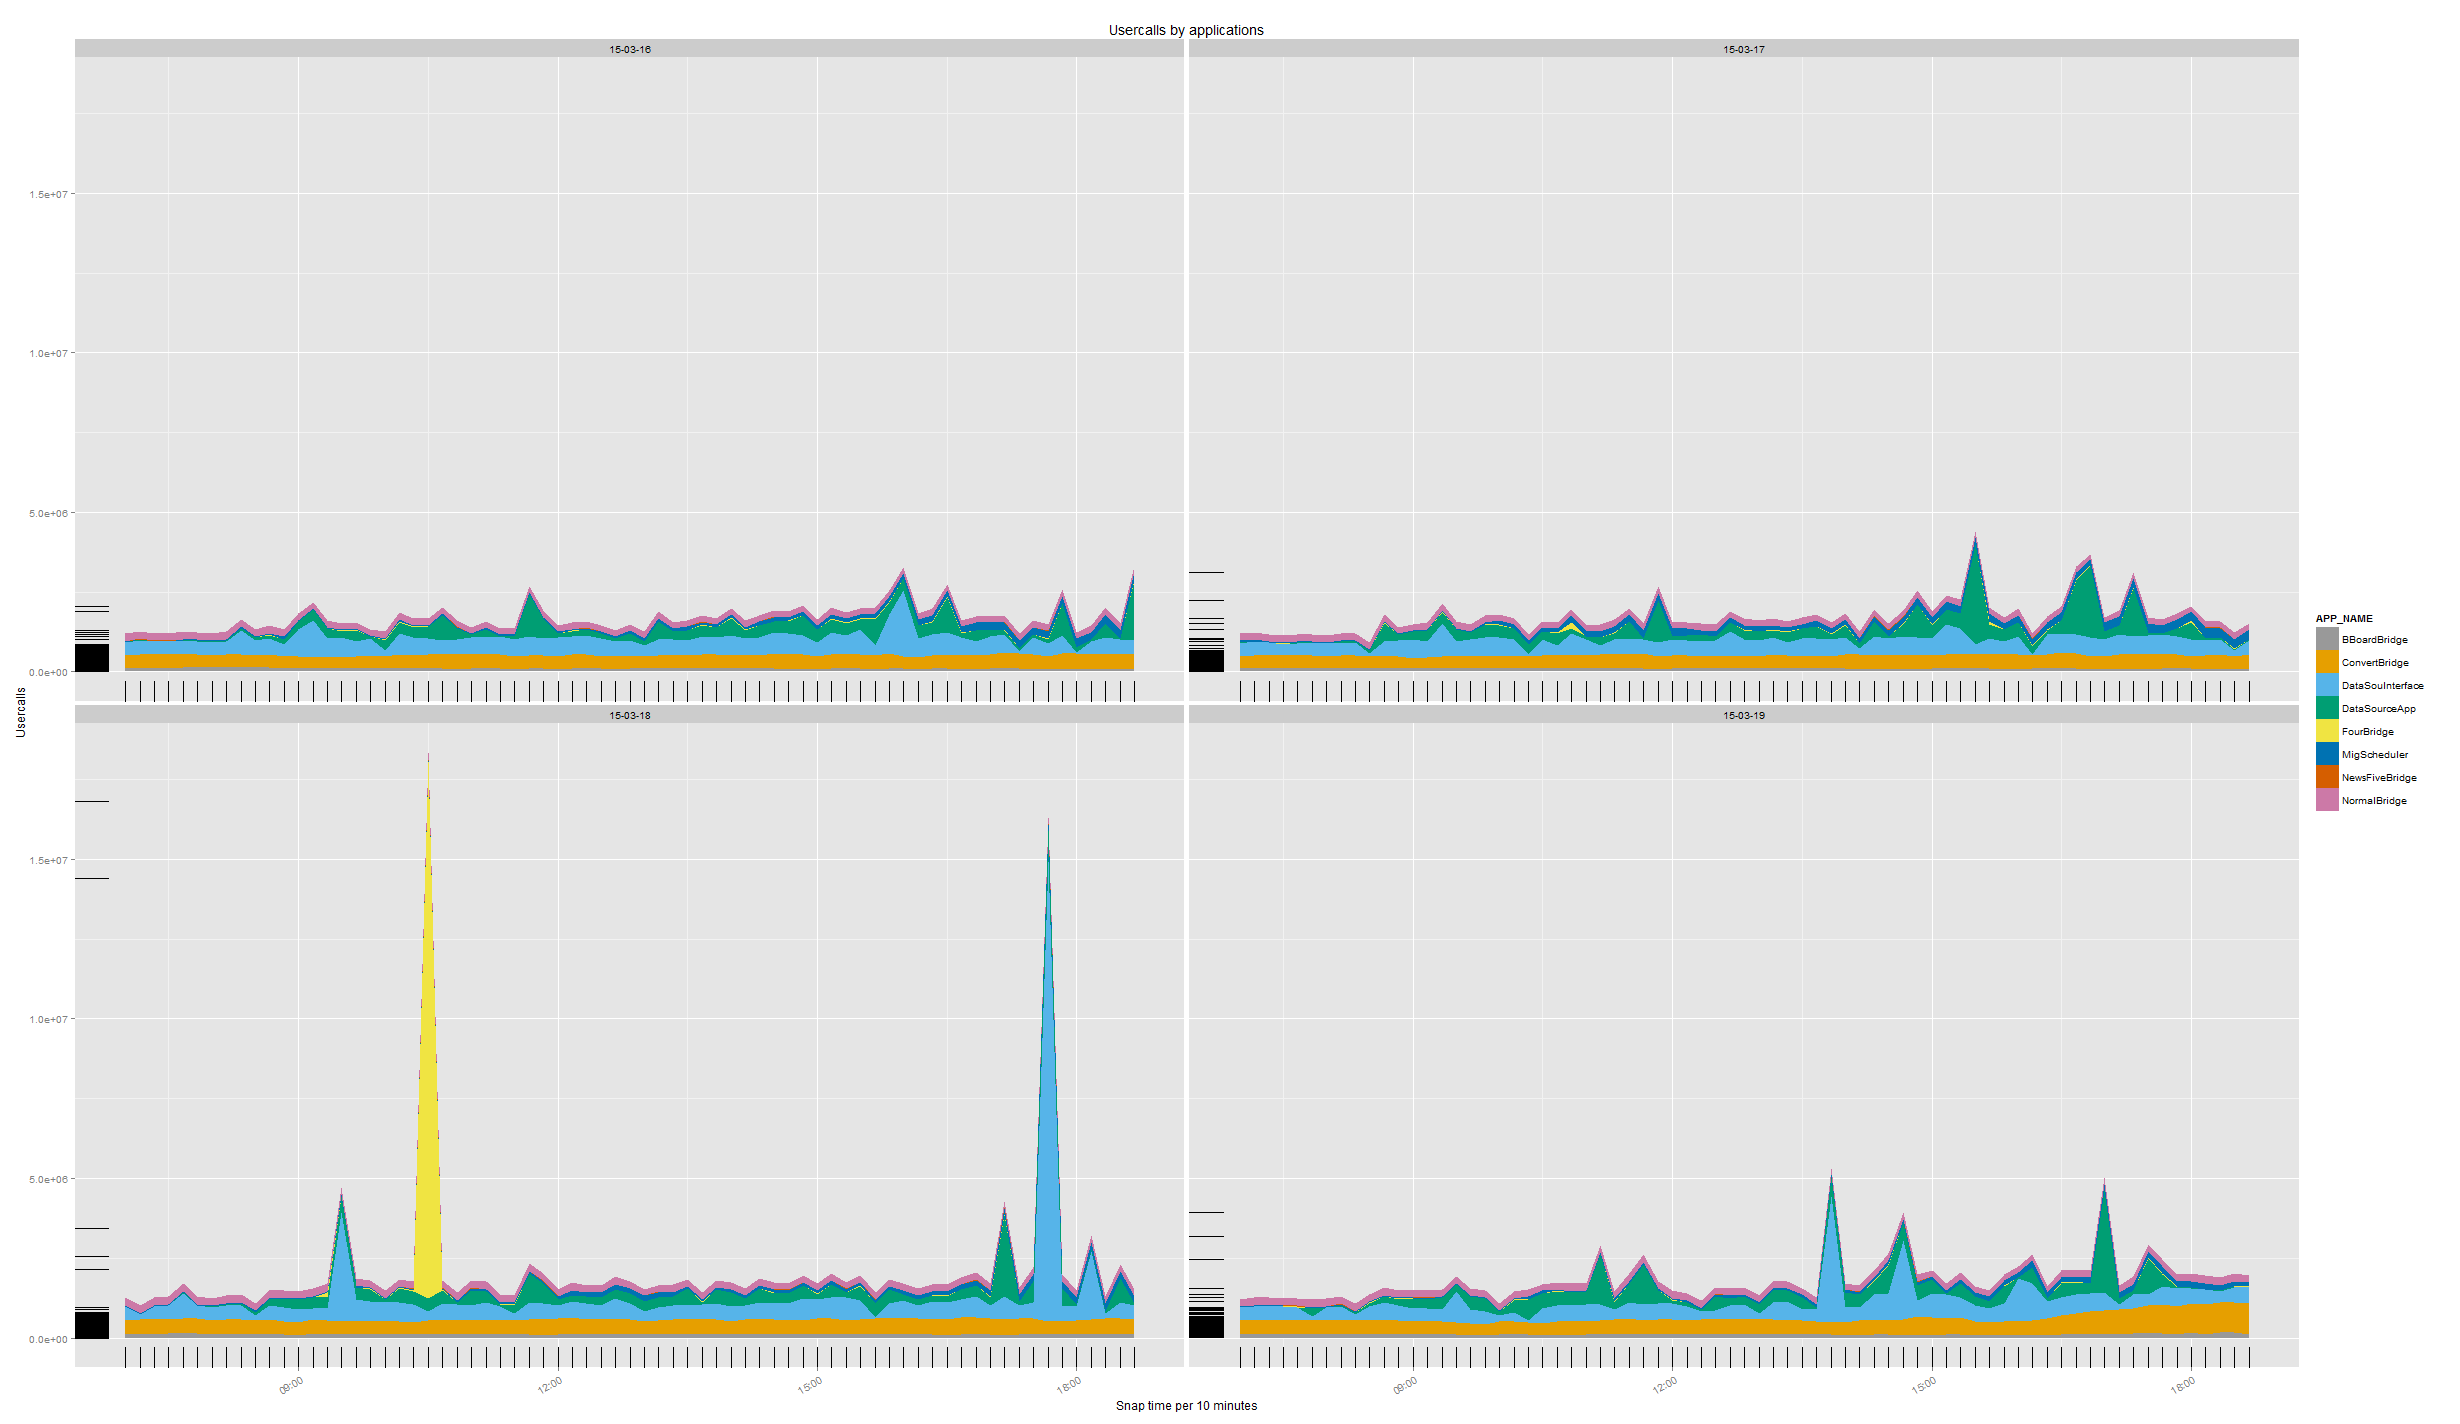 Usercalls by applications
15-03-16
15-03-17
1.5e+07
1.0e+07
5.0e+06
0.0e+00
Usercalls
15-03-18
15-03-19
1.5e+07
1.0e+07
5.0e+06
0.0e+00
09:00
12:00
15:00
18:00
09:00
12:00
15:00
18:00
Snap time per 10 minutes
APP_NAME
BBoardBridge
ConvertBridge
DataSouInterface
DataSourceApp
FourBridge
MigScheduler
NewsFiveBridge
NormalBridge